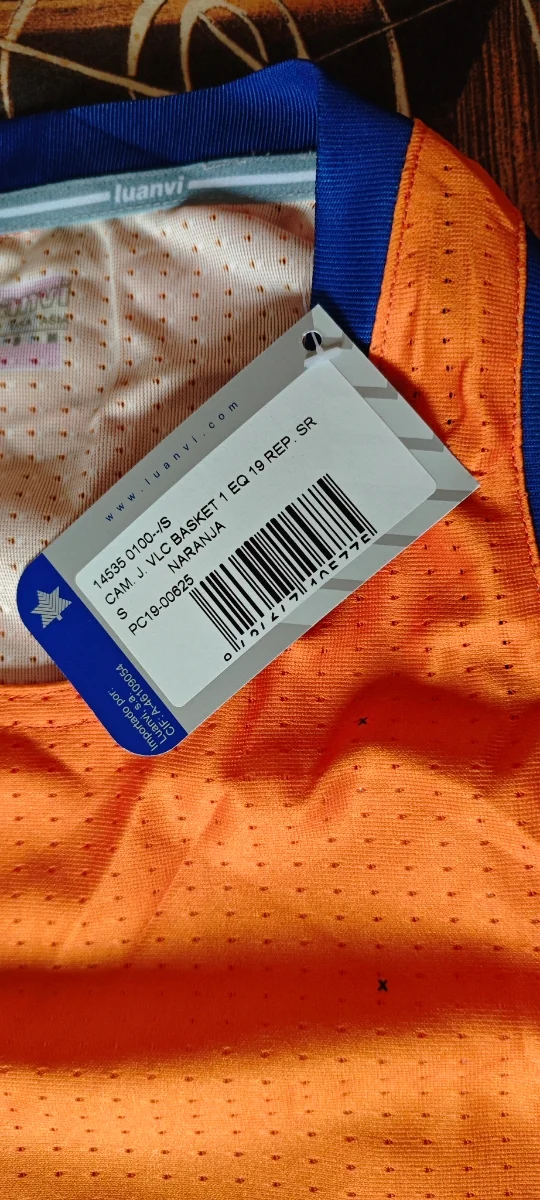 luanvi
www.luanvi.com
14535 0100--/S
CAM. J. VLC BASKET 1 EQ 19 REP. SR
S NARANJA
PC19-00625
Importado por:
Luanvi, s.a.
CIF: A-46109054
x
x